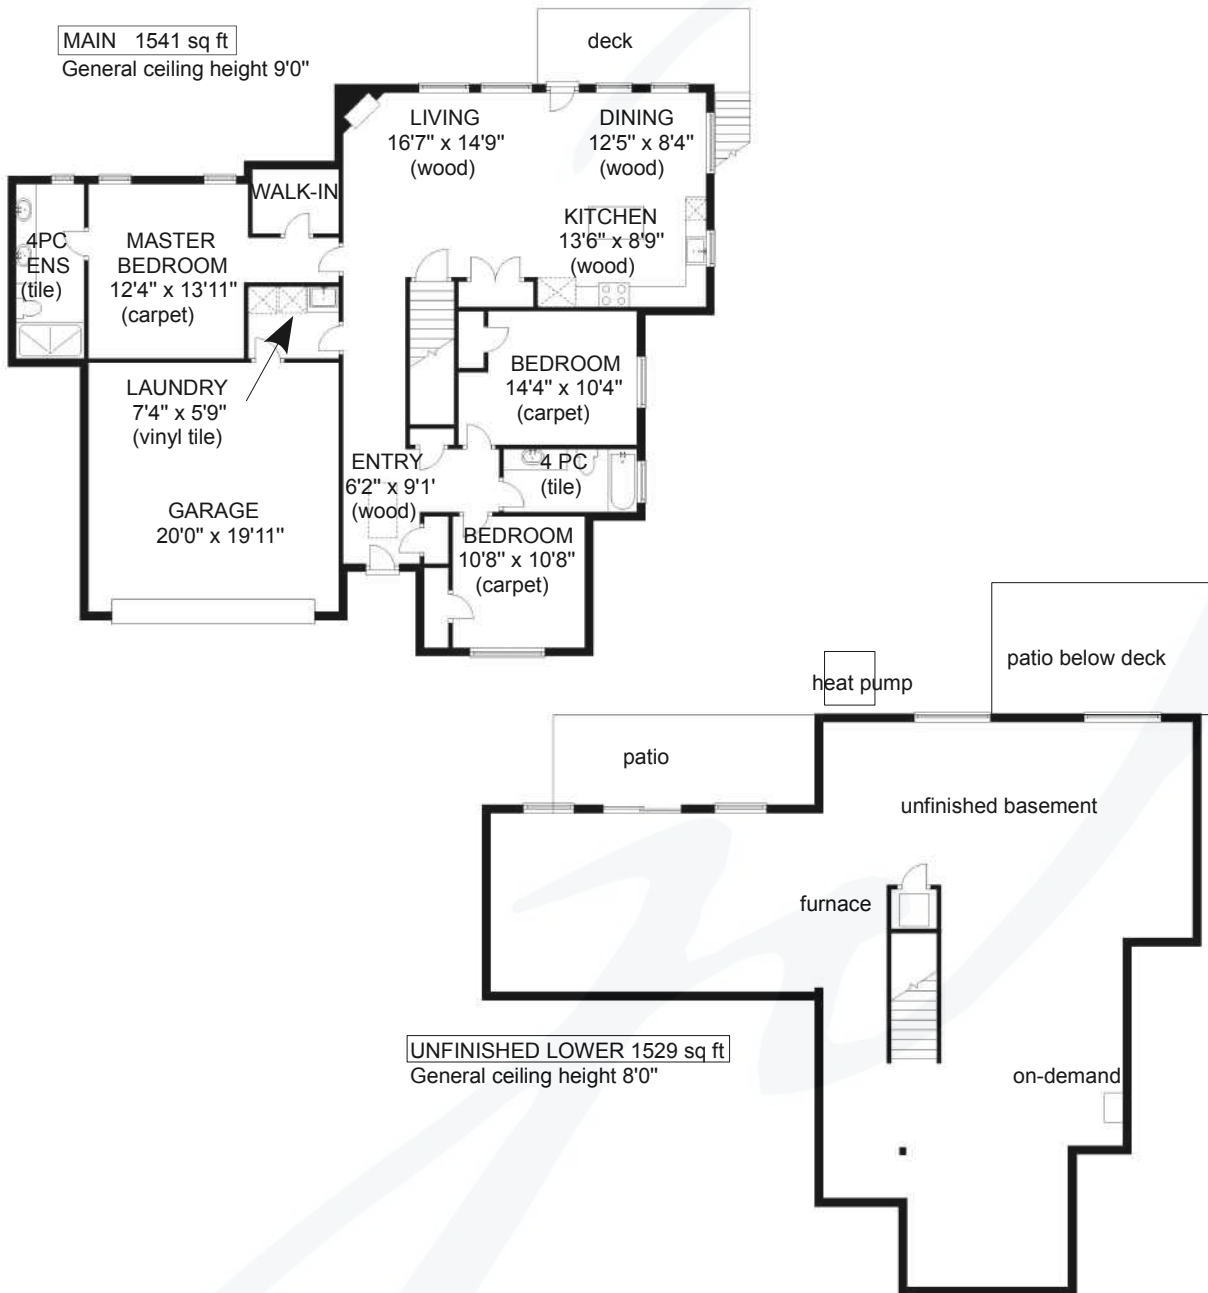 MAIN 1541 sq ft
General ceiling height 9'0"
deck
LIVING
16'7" x 14'9"
(wood)
DINING
12'5" x 8'4"
(wood)
WALK-IN
KITCHEN
13'6" x 8'9"
(wood)
4PC
ENS
(tile)
MASTER
BEDROOM
12'4" x 13'11"
(carpet)
LAUNDRY
7'4" x 5'9"
(vinyl tile)
BEDROOM
14'4" x 10'4"
(carpet)
ENTRY
6'2" x 9'1'
(wood)
4 PC
(tile)
GARAGE
20'0" x 19'11"
BEDROOM
10'8" x 10'8"
(carpet)
patio below deck
heat pump
patio
unfinished basement
furnace
UNFINISHED LOWER 1529 sq ft
General ceiling height 8'0"
on-demand